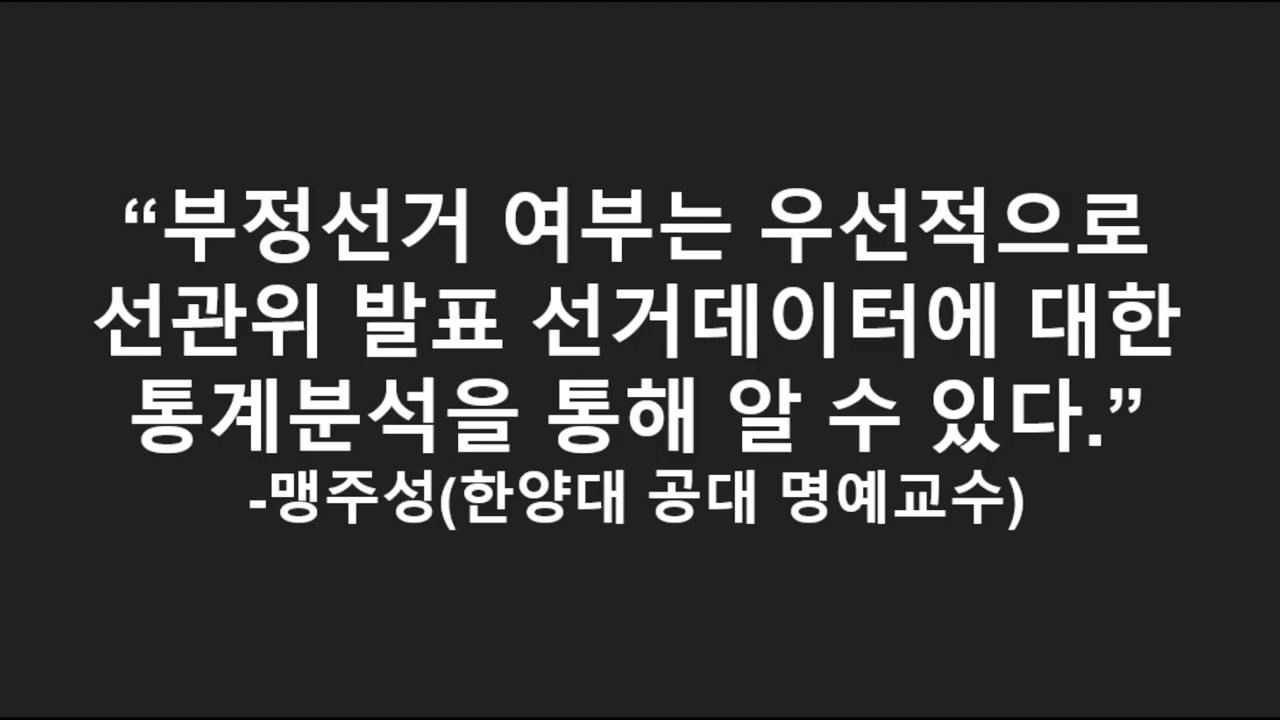 “부정선거 여부는 우선적으로
선관위 발표 선거데이터에 대한
통계분석을 통해 알 수 있다.”
-맹주성(한양대 공대 명예교수)